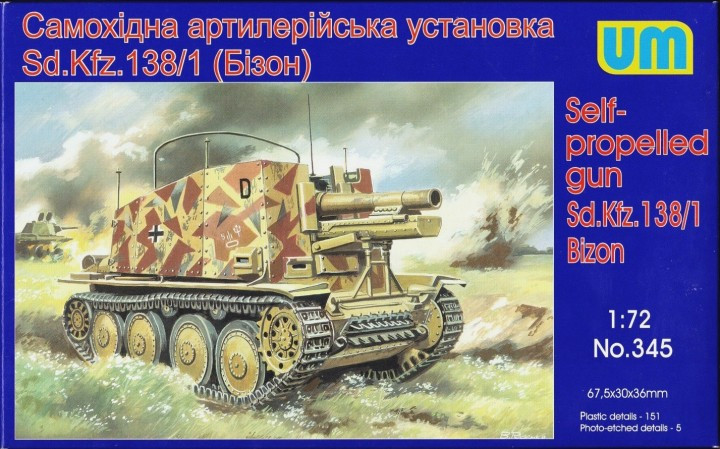 Самохідна артилерійська установка
Sd.Kfz.138/1 (Бізон)
um
Self-
propelled
gun
Sd.Kfz.138/1
Bizon
D
1:72
No.345
67,5x30x36mm
Plastic details - 151
Photo-etched details - 5